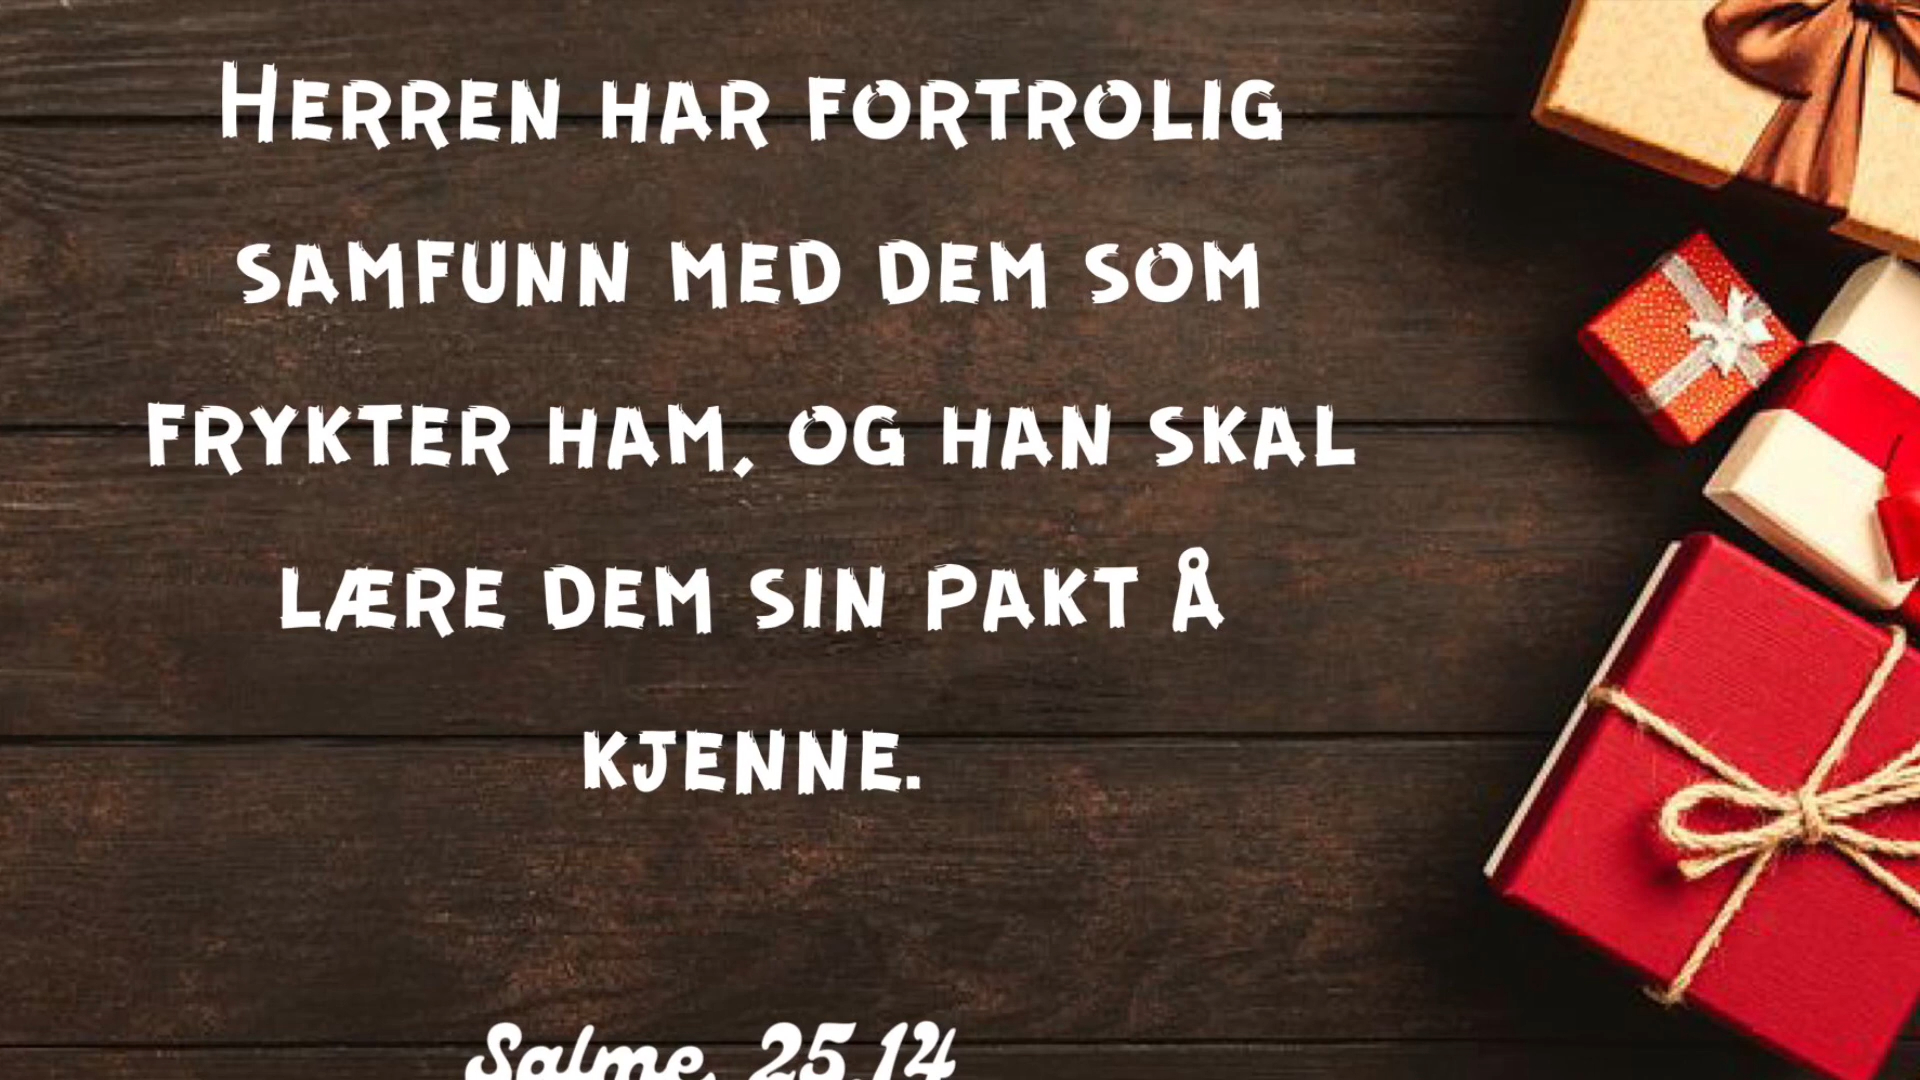 Herren har fortrolig
samfunn med dem som
frykter ham, og han skal
lære dem sin pakt å
kjenne.
Salme. 25,14